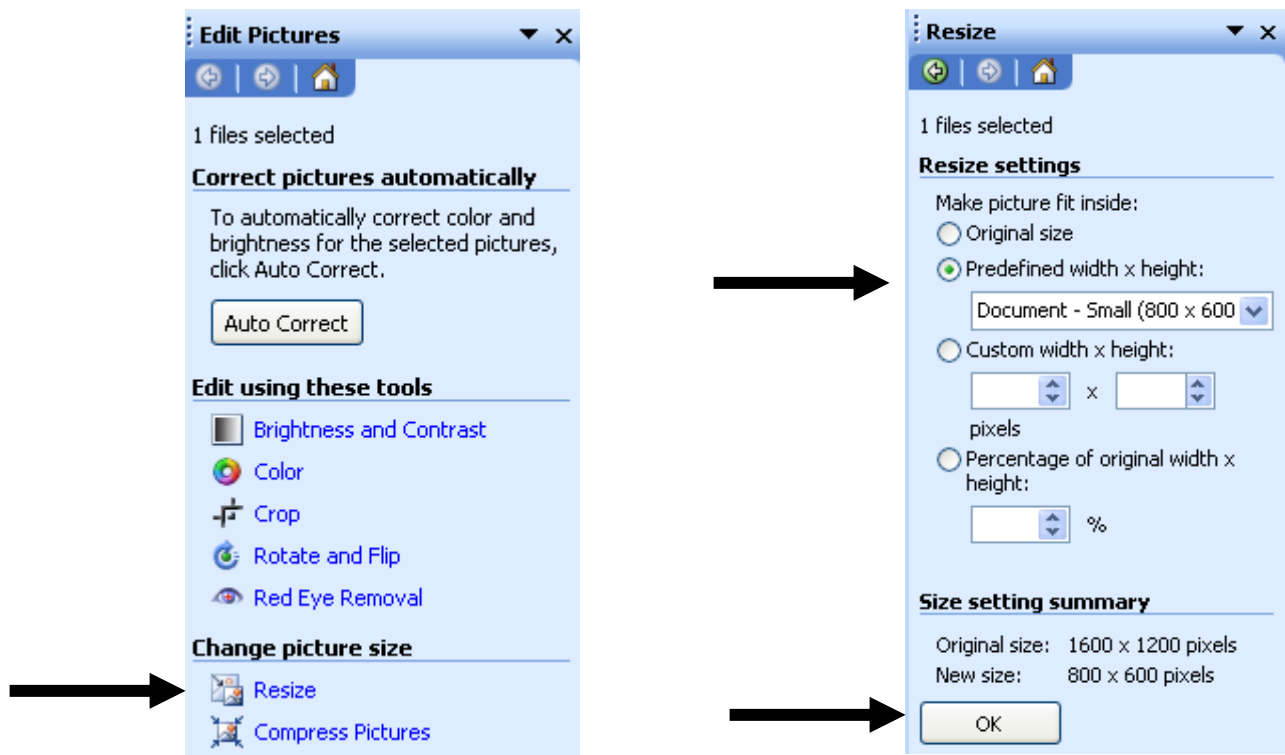 Edit Pictures
1 files selected
Correct pictures automatically
To automatically correct color and
brightness for the selected pictures,
click Auto Correct.
Auto Correct
Edit using these tools
Brightness and Contrast
Color
Crop
Rotate and Flip
Red Eye Removal
Change picture size
Resize
Compress Pictures
Resize
1 files selected
Resize settings
Make picture fit inside:
Original size
Predefined width x height:
Document - Small (800 x 600
Custom width x height:
x
pixels
Percentage of original width x
height:
%
Size setting summary
Original size: 1600 x 1200 pixels
New size: 800 x 600 pixels
OK